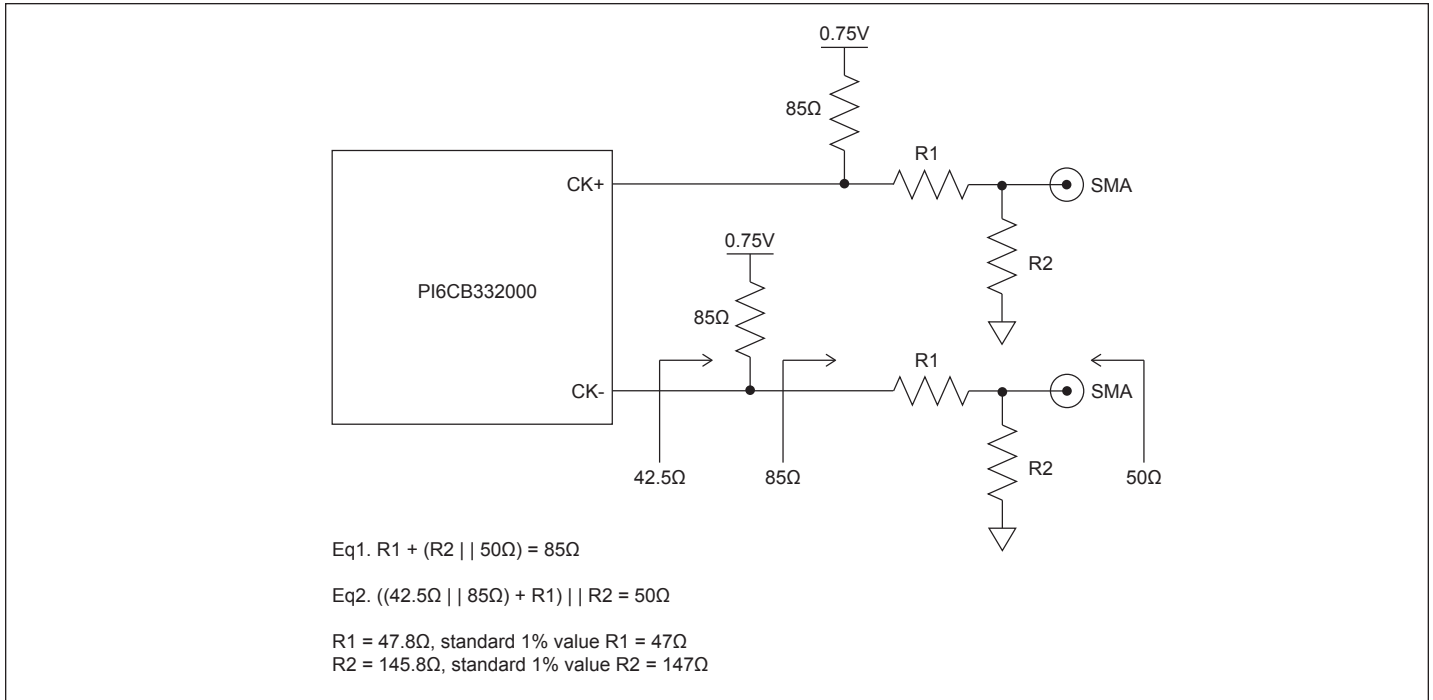 0.75V
85Ω
R1
CK+
SMA
R2
0.75V
PI6CB332000
85Ω
R1
CK-
SMA
R2
42.5Ω
85Ω
50Ω
Eq1. R1 + (R2 | | 50Ω) = 85Ω
Eq2. ((42.5Ω | | 85Ω) + R1) | | R2 = 50Ω
R1 = 47.8Ω, standard 1% value R1 = 47Ω
R2 = 145.8Ω, standard 1% value R2 = 147Ω